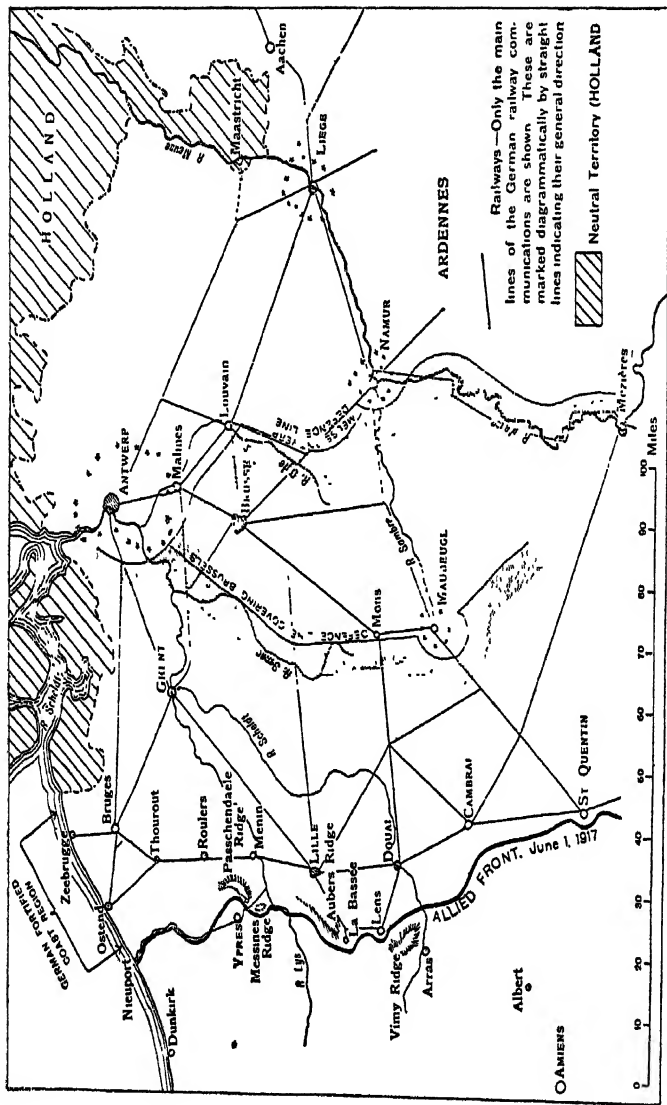 HOLLAND
GERMAN FORTIFIED
COAST REGION
R Scheldt
Zeebrugge
Ostend
Bruges
Nieuport
Dunkirk
Thourout
Roulers
Passchendaele
Ridge
Menin
YPRES
Messines
Ridge
R Lys
GHENT
ANTWERP
Malines
Louvain
R Dyle
R Scheldt
DEFENCE
COVERING BRUSSELS
DEFENCE LINE
R Meuse
Maastricht
Aachen
LIEGE
LILLE
Aubers Ridge
La Bassée
Lens
DOUAI
Vimy Ridge
Arras
Mons
MAUBEUGE
R Sambre
NAMUR
ARDENNES
Mezières
CAMBRAI
ST QUENTIN
ALLIED FRONT. June 1, 1917
Albert
AMIENS
Railways—Only the main
lines of the German railway com-
munications are shown These are
marked diagrammatically by straight
lines indicating their general direction
Neutral Territory (HOLLAND
0 10 20 30 40 50 60 70 80 90 100 Miles